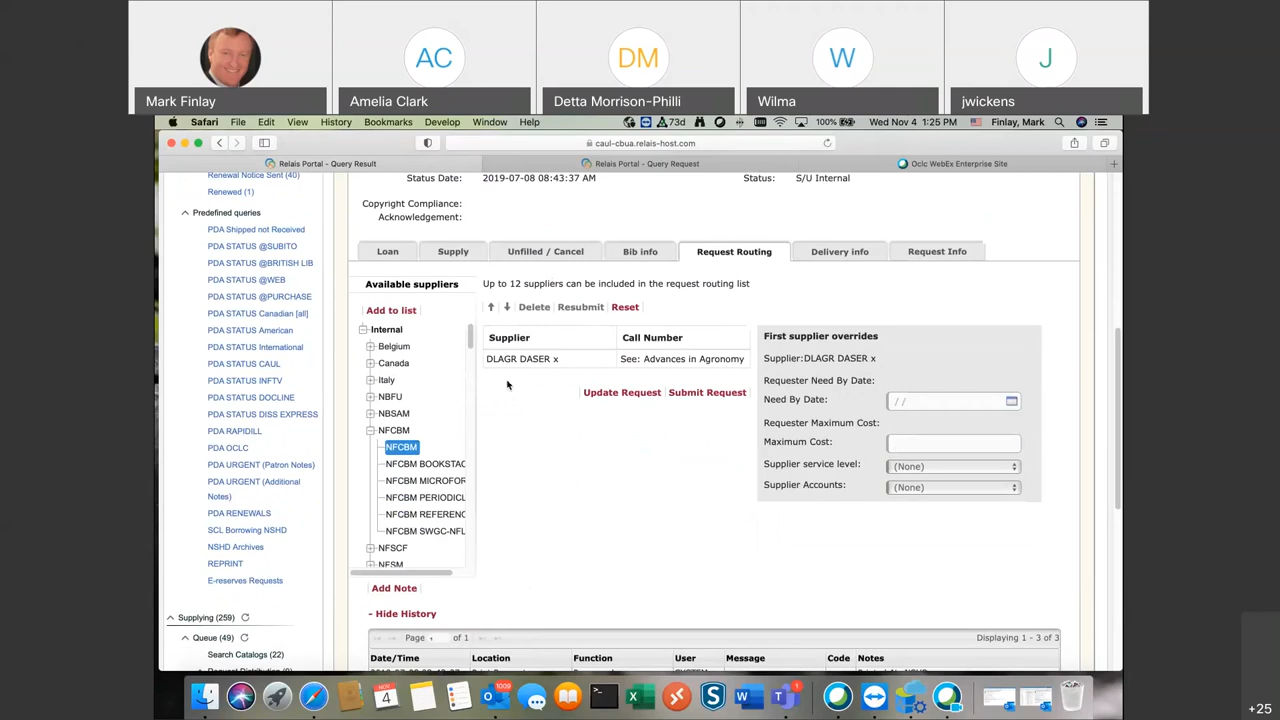 AC
DM
W
J
Mark Finlay
Amelia Clark
Detta Morrison-Philli
Wilma
jwickens
Safari File Edit View History Bookmarks Develop Window Help
73d 100% Wed Nov 4 1:25 PM Finlay, Mark
caul-cbua.relais-host.com
Relais Portal - Query Result
Relais Portal - Query Request
Oclc WebEx Enterprise Site
Renewal Notice Sent (40)
Renewed (1)
Predefined queries
PDA Shipped not Received
PDA STATUS @SUBITO
PDA STATUS @BRITISH LIB
PDA STATUS @WEB
PDA STATUS @PURCHASE
PDA STATUS Canadian [all]
PDA STATUS American
PDA STATUS International
PDA STATUS CAUL
PDA STATUS INFTV
PDA STATUS DOCLINE
PDA STATUS DISS EXPRESS
PDA RAPIDILL
PDA OCLC
PDA URGENT (Patron Notes)
PDA URGENT (Additional
Notes)
PDA RENEWALS
SCL Borrowing NSHD
NSHD Archives
REPRINT
E-reserves Requests
Supplying (259)
Queue (49)
Search Catalogs (22)
Status Date: 2019-07-08 08:43:37 AM Status: S/U Internal
Copyright Compliance:
Acknowledgement:
Loan Supply Unfilled / Cancel Bib info Request Routing Delivery info Request Info
Available suppliers
Add to list
Internal
Belgium
Canada
Italy
NBFU
NBSAM
NFCBM
NFCBM
NFCBM BOOKSTAC
NFCBM MICROFOR
NFCBM PERIODICL
NFCBM REFERENC
NFCBM SWGC-NFL
NFSCF
NFSM
Up to 12 suppliers can be included in the request routing list
Delete Resubmit Reset
Supplier Call Number
DLAGR DASER x See: Advances in Agronomy
Update Request Submit Request
First supplier overrides
Supplier:DLAGR DASER x
Requester Need By Date:
Need By Date: / /
Requester Maximum Cost:
Maximum Cost:
Supplier service level: (None)
Supplier Accounts: (None)
Add Note
- Hide History
Page 1 of 1 Displaying 1 - 3 of 3
Date/Time Location Function User Message Code Notes
NOV
4
1009
1
+25